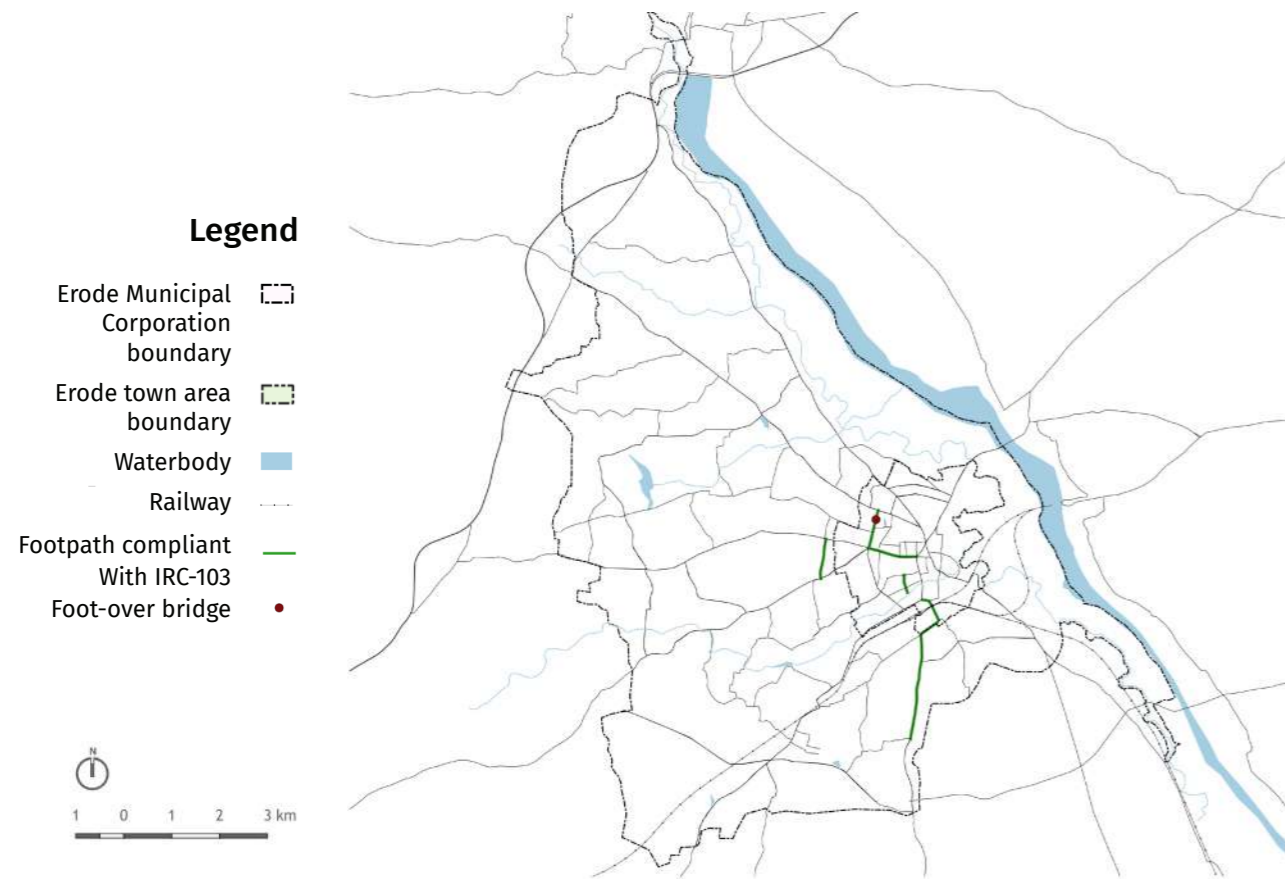 Legend
Erode Municipal
Corporation
boundary
Erode town area
boundary
Waterbody
Railway
Footpath compliant
With IRC-103
Foot-over bridge
N
1 0 1 2 3 km